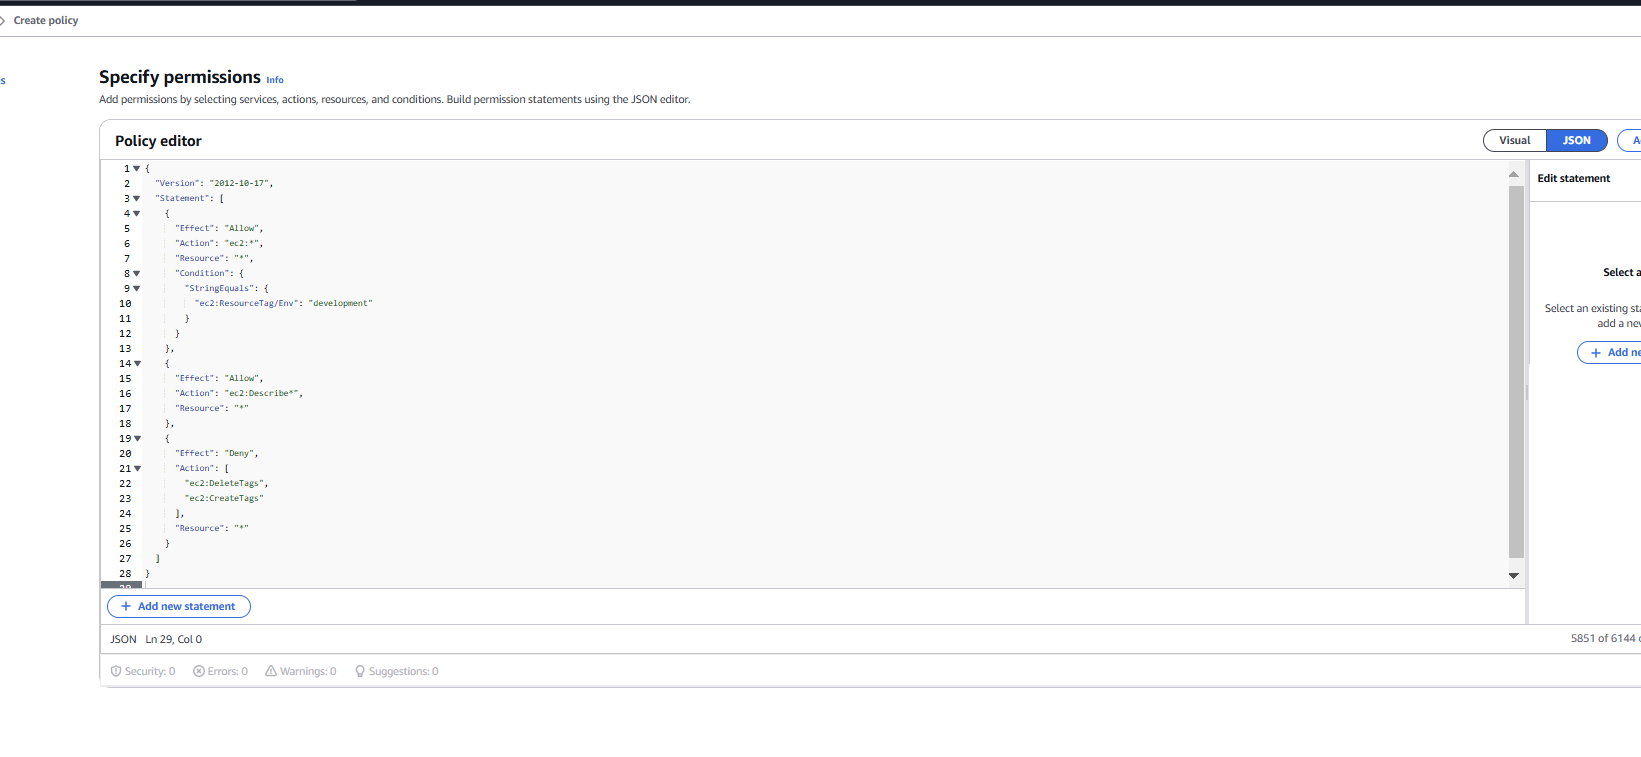 Create policy
s
Specify permissions Info
Add permissions by selecting services, actions, resources, and conditions. Build permission statements using the JSON editor.
Policy editor
Visual JSON A
1 {
2 "Version": "2012-10-17",
3 "Statement": [
4 {
5 "Effect": "Allow",
6 "Action": "ec2:*",
7 "Resource": "*",
8 "Condition": {
9 "StringEquals": {
10 "ec2:ResourceTag/Env": "development"
11 }
12 }
13 },
14 {
15 "Effect": "Allow",
16 "Action": "ec2:Describe*",
17 "Resource": "*"
18 },
19 {
20 "Effect": "Deny",
21 "Action": [
22 "ec2:DeleteTags",
23 "ec2:CreateTags"
24 ],
25 "Resource": "*"
26 }
27 ]
28 }
29
Edit statement
Select a
Select an existing sta
add a new
+ Add ne
+ Add new statement
JSON Ln 29, Col 0
5851 of 6144 c
Security: 0 Errors: 0 Warnings: 0 Suggestions: 0